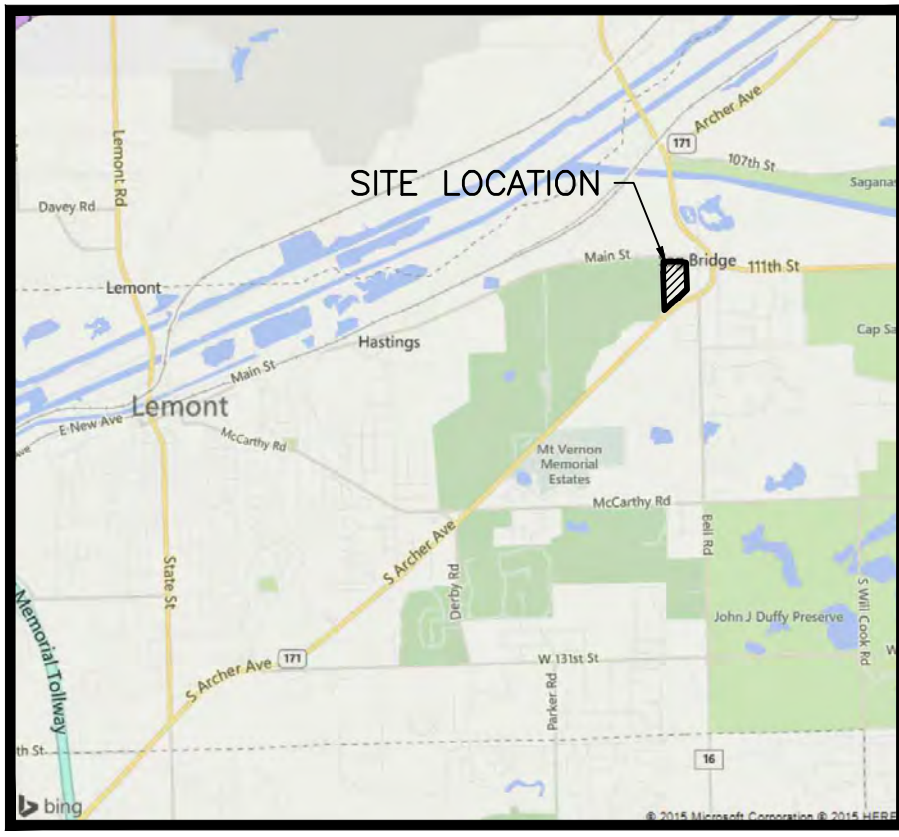 171
Archer Ave
107th St
Saganas
Lemont Rd
SITE LOCATION
Davey Rd
Main St
Bridge
111th St
Lemont
Hastings
Cap Sa
Main St
Lemont
E New Ave
Ave
McCarthy Rd
Mt Vernon
Memorial
Estates
McCarthy Rd
Bell Rd
S Archer Ave
State St
Derby Rd
S Will Cook Rd
John J Duffy Preserve
Memorial Tollway
171
S Archer Ave
W 131st St
W
Parker Rd
th St
16
bing
© 2015 Microsoft Corporation © 2015 HERE